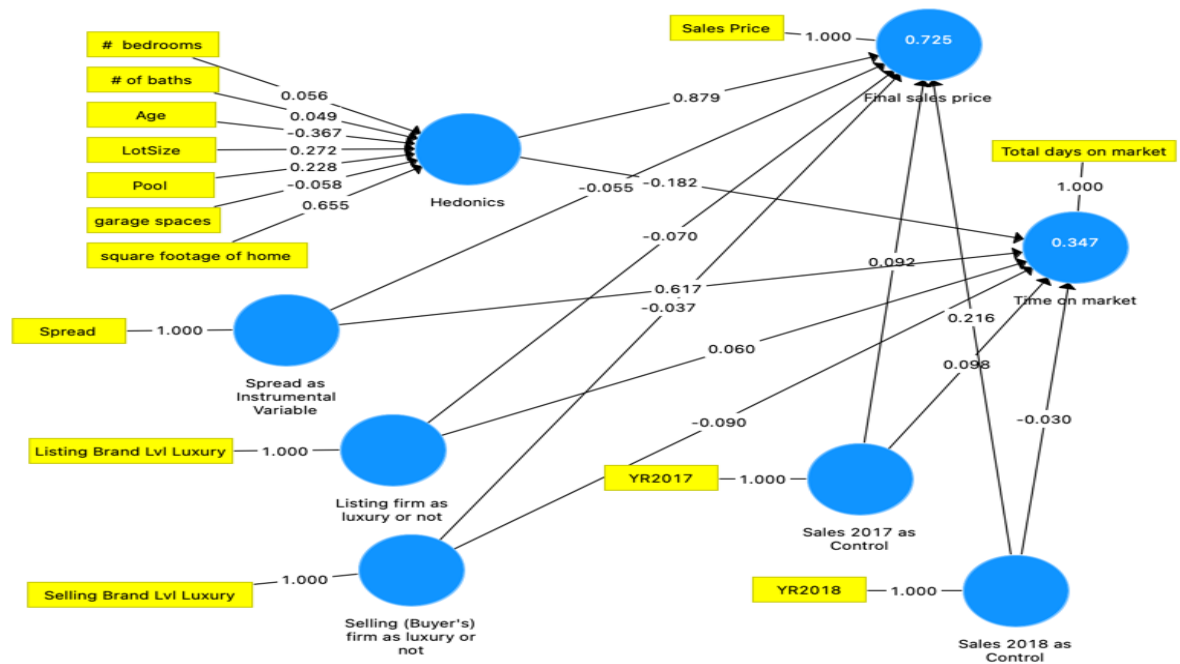 Sales Price
1.000
0.725
Final sales price
# bedrooms
# of baths
Age
LotSize
Pool
garage spaces
square footage of home
0.056
0.049
-0.367
0.272
0.228
-0.058
0.655
Hedonics
0.879
-0.055
-0.182
Total days on market
1.000
0.347
Time on market
-0.070
0.092
0.617
-0.037
0.216
0.060
0.098
-0.090
-0.030
Spread
1.000
Spread as
Instrumental
Variable
Listing Brand Lvl Luxury
1.000
Listing firm as
luxury or not
YR2017
1.000
Sales 2017 as
Control
Selling Brand Lvl Luxury
1.000
Selling (Buyer's)
firm as luxury or
not
YR2018
1.000
Sales 2018 as
Control